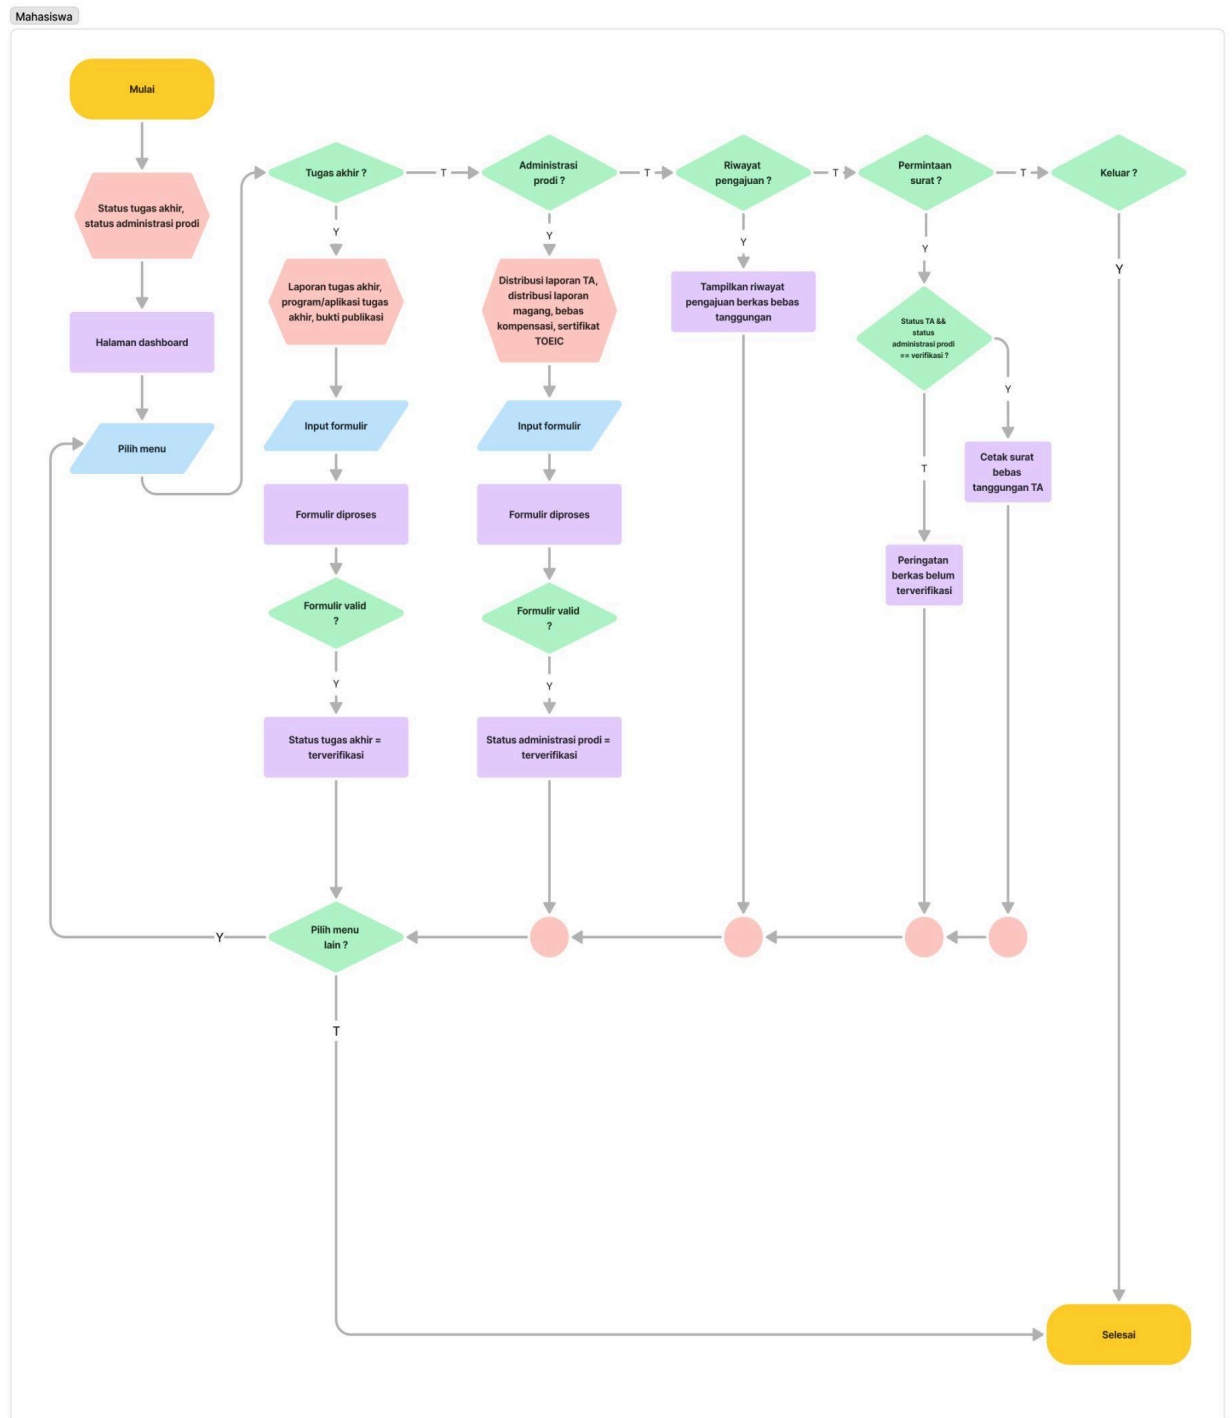 Mahasiswa
Mulai
Status tugas akhir,
status administrasi prodi
Halaman dashboard
Pilih menu
Tugas akhir ?
T
Administrasi
prodi ?
T
Riwayat
pengajuan ?
T
Permintaan
surat ?
T
Keluar ?
Y
Laporan tugas akhir,
program/aplikasi tugas
akhir, bukti publikasi
Input formulir
Formulir diproses
Formulir valid
?
Y
Status tugas akhir =
terverifikasi
Y
Distribusi laporan TA,
distribusi laporan
magang, bebas
kompensasi, sertifikat
TOEIC
Input formulir
Formulir diproses
Formulir valid
?
Y
Status administrasi prodi =
terverifikasi
Y
Tampilkan riwayat
pengajuan berkas bebas
tanggungan
Y
Status TA &&
status
administrasi prodi
== verifikasi ?
Y
Cetak surat
bebas
tanggungan TA
T
Peringatan
berkas belum
terverifikasi
Y
Pilih menu
lain ?
Y
T
Selesai